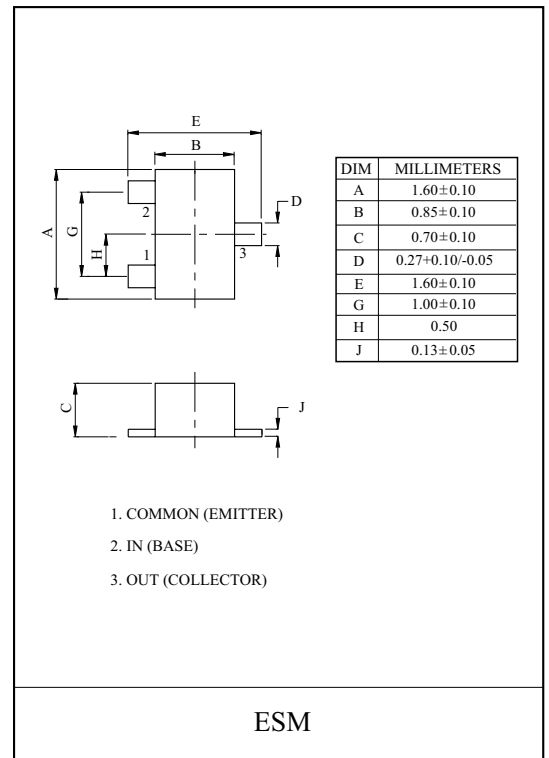 E
B
A
G
H
2
1
3
D
DIM MILLIMETERS
A 1.60±0.10
B 0.85±0.10
C 0.70±0.10
D 0.27+0.10/-0.05
E 1.60±0.10
G 1.00±0.10
H 0.50
J 0.13±0.05
C
J
1. COMMON (EMITTER)
2. IN (BASE)
3. OUT (COLLECTOR)
ESM